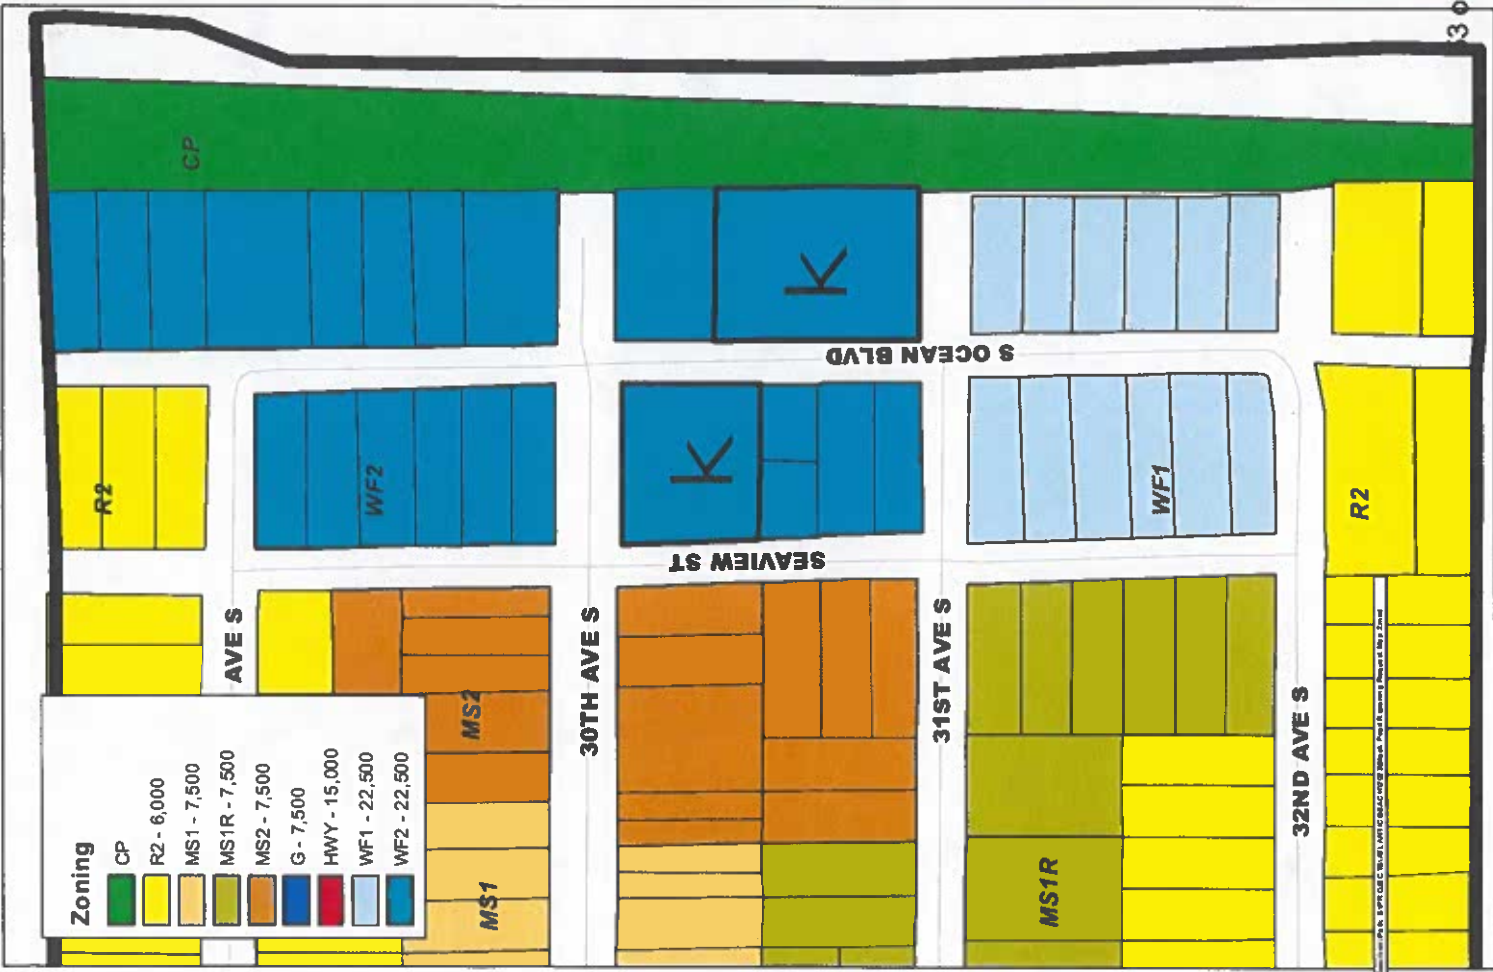 Zoning
CP
R2 - 6,000
MS1 - 7,500
MS1R - 7,500
MS2 - 7,500
G - 7,500
HWY - 15,000
WF1 - 22,500
WF2 - 22,500
CP
R2
WF2
K
K
S OCEAN BLVD
SEAVIEW ST
AVE S
30TH AVE S
31ST AVE S
32ND AVE S
MS2
MS1
MS1R
WF1
R2